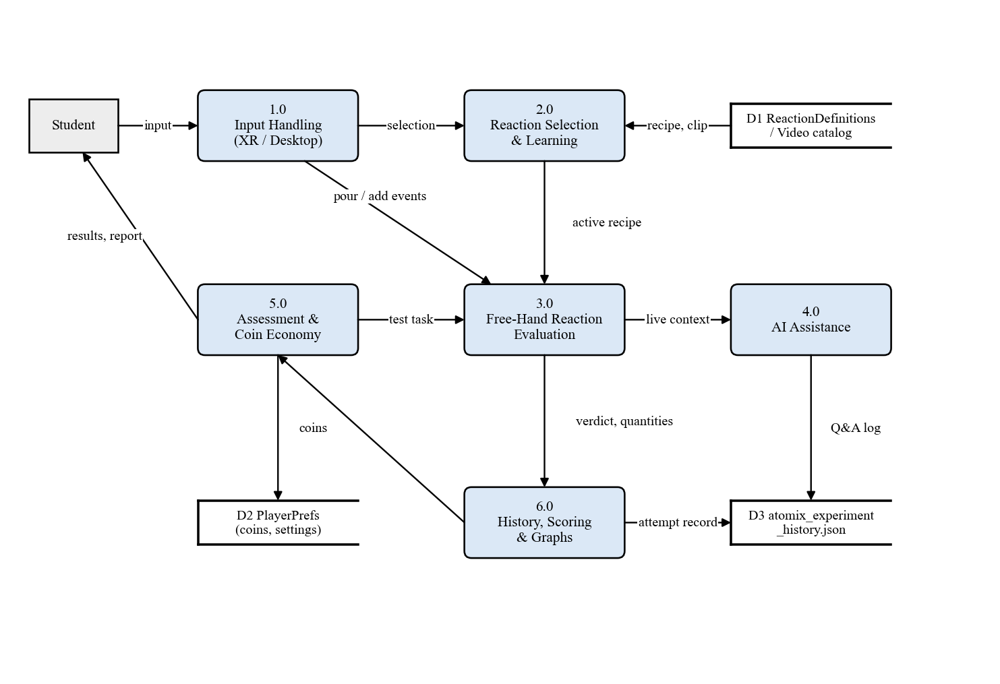 1.0
Student
input
Input Handling
(XR / Desktop)
selection
2.0
Reaction Selection
& Learning
recipe, clip
D1 ReactionDefinitions
/ Video catalog
pour / add events
active recipe
results, report
5.0
Assessment &
Coin Economy
test task
3.0
Free-Hand Reaction
Evaluation
live context
4.0
AI Assistance
coins
verdict, quantities
Q&A log
D2 PlayerPrefs
(coins, settings)
6.0
History, Scoring
& Graphs
attempt record
D3 atomix_experiment
_history.json